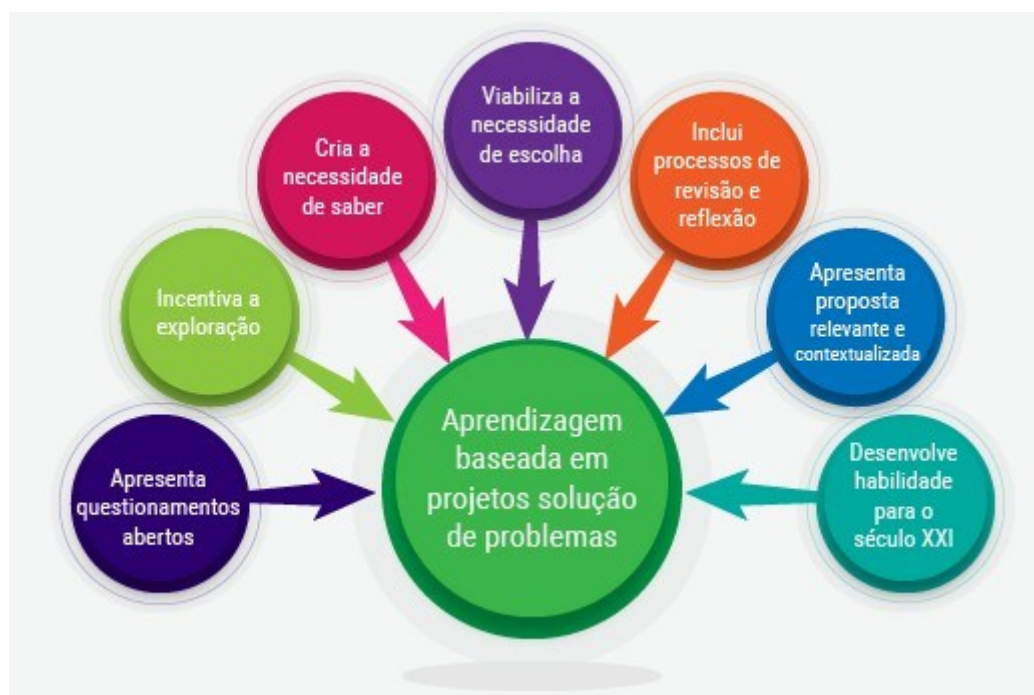 Apresenta
questionamentos
abertos
Incentiva a
exploração
Cria a
necessidade
de saber
Viabiliza a
necessidade
de escolha
Inclui
processos de
revisão e
reflexão
Apresenta
proposta
relevante e
contextualizada
Desenvolve
habilidade
para o
século XXI
Aprendizagem
baseada em
projetos solução
de problemas